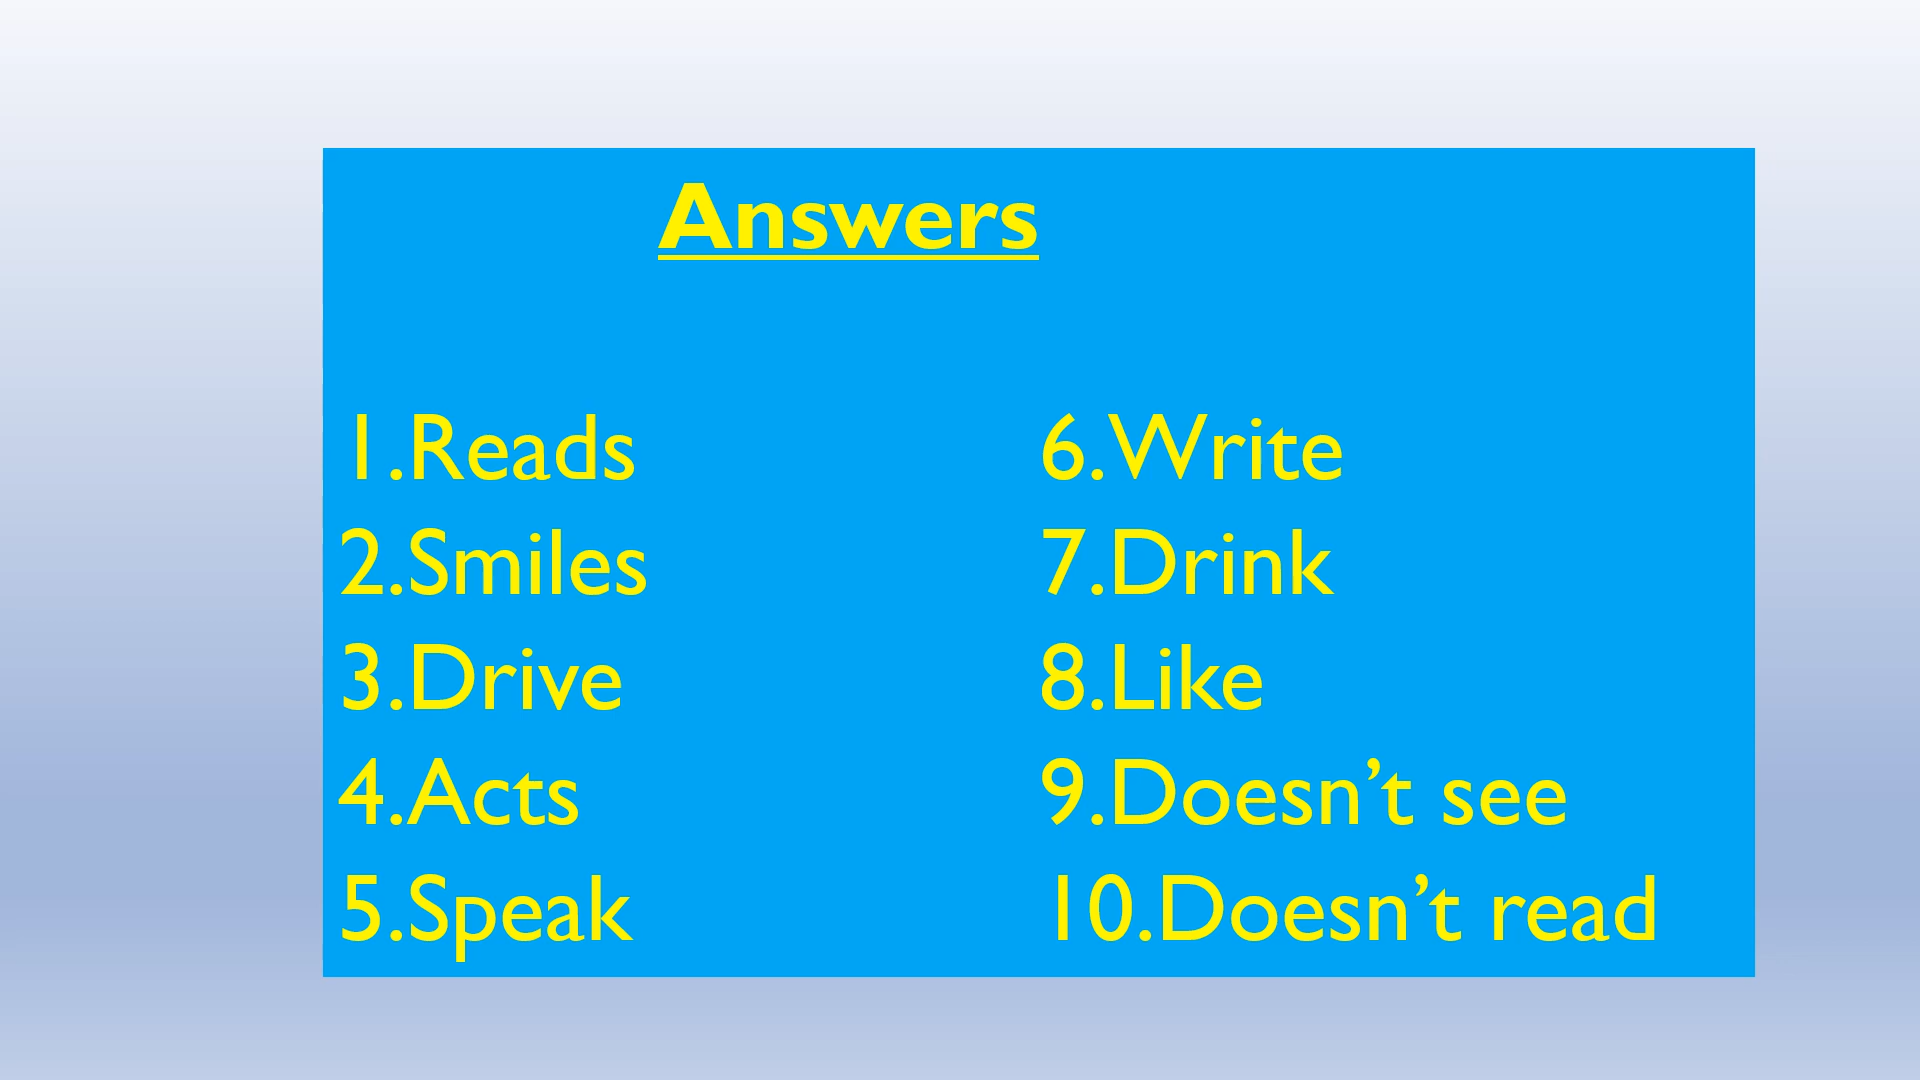 Answers
1.Reads
2.Smiles
3.Drive
4.Acts
5.Speak
6.Write
7.Drink
8.Like
9.Doesn’t see
10.Doesn’t read